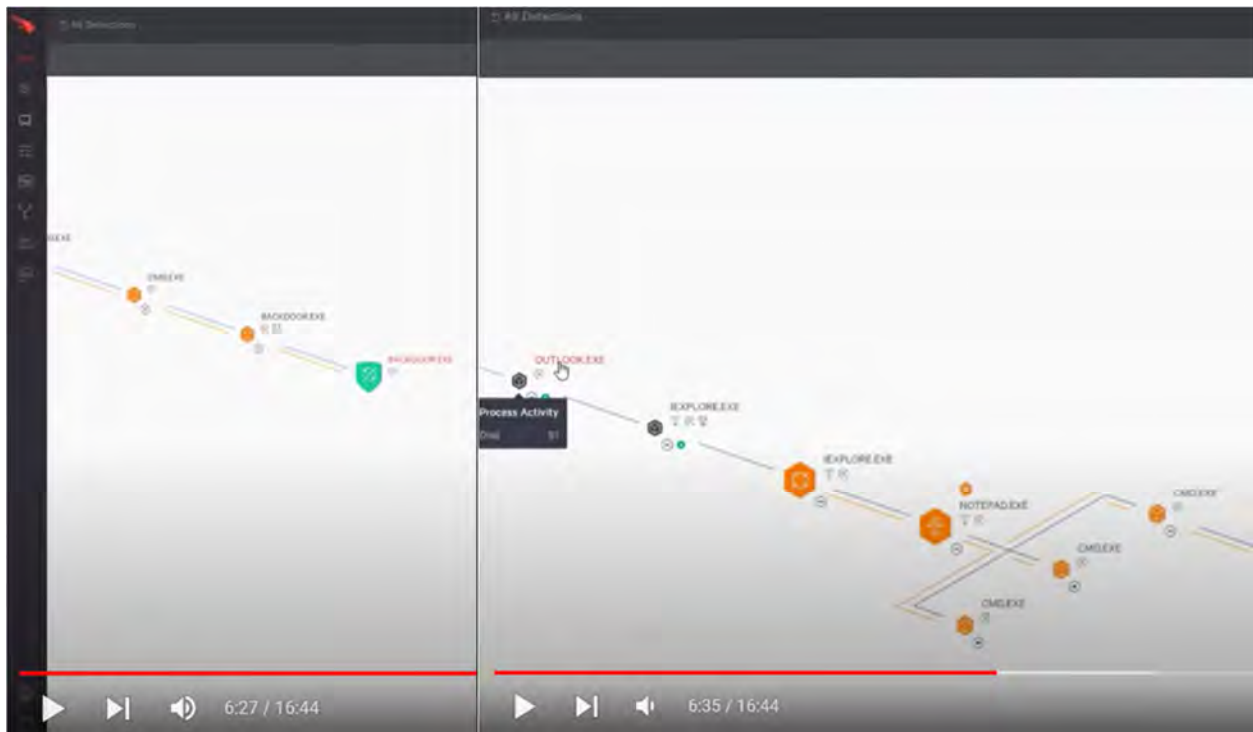 All Detections
CMD.EXE
BACKDOOR.EXE
BACKDOOR.EXE
6:27 / 16:44
All Detections
OUTLOOK.EXE
Process Activity
IEXPLORE.EXE
IEXPLORE.EXE
NOTEPAD.EXE
CMD.EXE
CMD.EXE
CMD.EXE
6:35 / 16:44